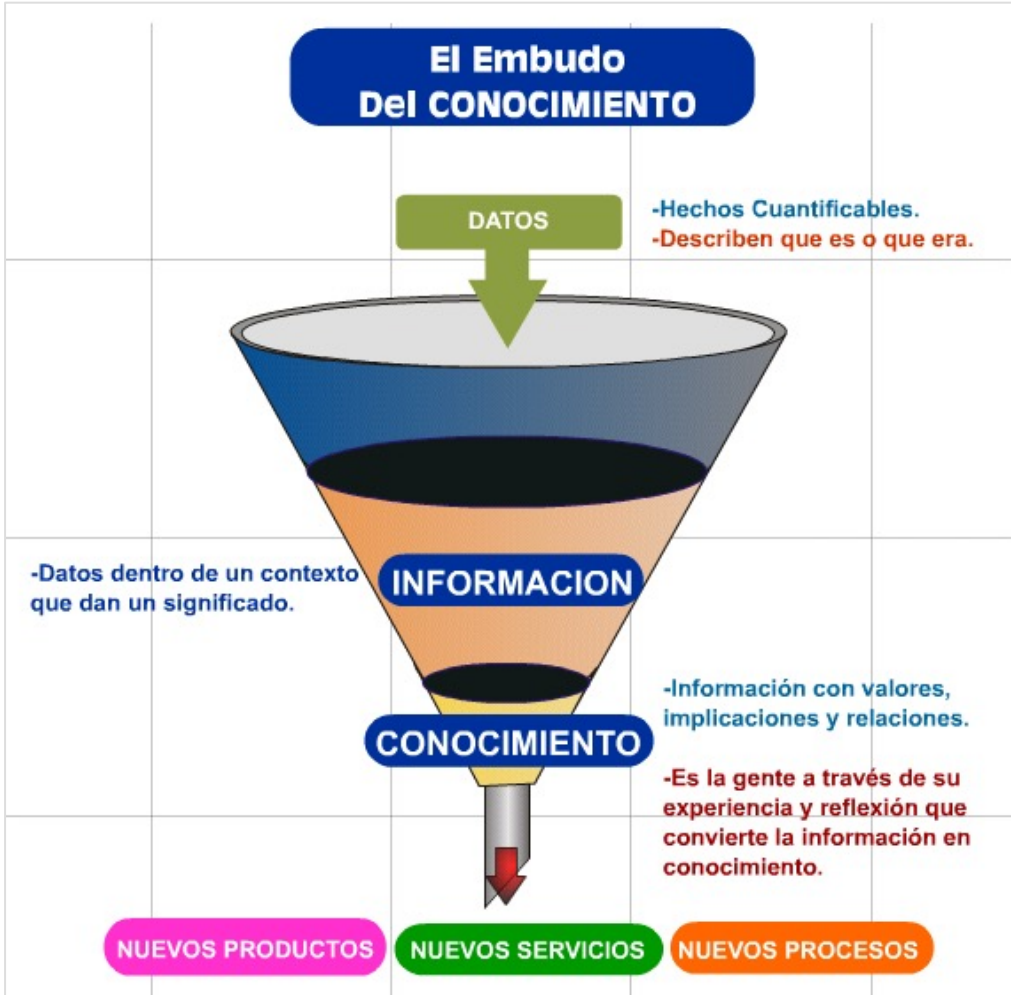 El Embudo
Del CONOCIMIENTO
DATOS
-Hechos Cuantificables.
-Describen que es o que era.
-Datos dentro de un contexto
que dan un significado.
INFORMACION
-Información con valores,
implicaciones y relaciones.
CONOCIMIENTO
-Es la gente a través de su
experiencia y reflexión que
convierte la información en
conocimiento.
NUEVOS PRODUCTOS
NUEVOS SERVICIOS
NUEVOS PROCESOS